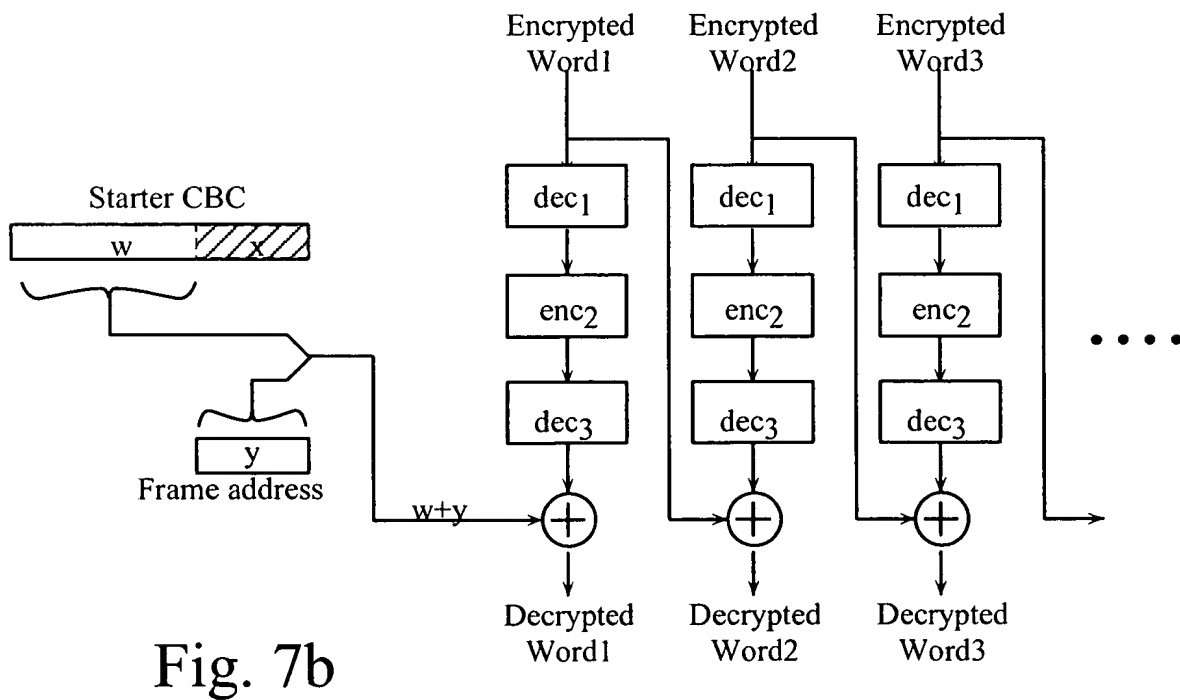 Encrypted
Word1
Encrypted
Word2
Encrypted
Word3
Starter CBC
w
x
y
Frame address
w+y
dec1
enc2
dec3
+
dec1
enc2
dec3
+
dec1
enc2
dec3
+
Decrypted
Word1
Decrypted
Word2
Decrypted
Word3
Fig. 7b